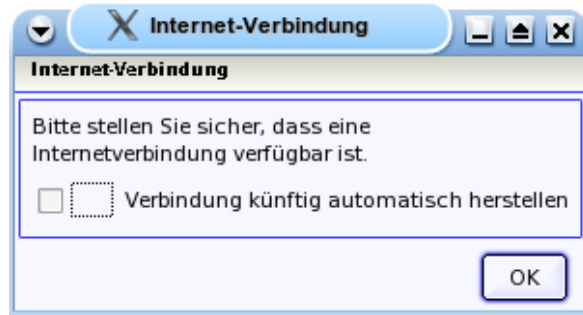 Internet-Verbindung
Internet-Verbindung
Bitte stellen Sie sicher, dass eine
Internetverbindung verfügbar ist.
Verbindung künftig automatisch herstellen
OK